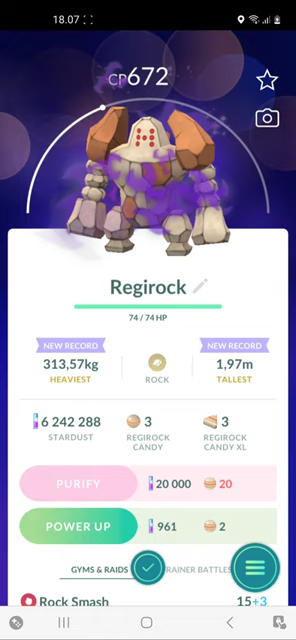 18.07
CP672
Regirock
74 / 74 HP
NEW RECORD
313,57kg
HEAVIEST
ROCK
NEW RECORD
1,97m
TALLEST
6 242 288
STARDUST
3
REGIROCK
CANDY
3
REGIROCK
CANDY XL
PURIFY
20 000
20
POWER UP
961
2
GYMS & RAIDS
RAINER BATTLES
Rock Smash
15+3